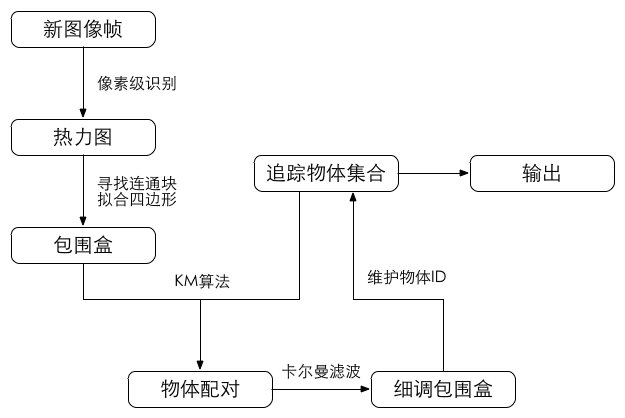 新图像帧
像素级识别
热力图
寻找连通块
拟合四边形
包围盒
追踪物体集合
输出
KM算法
维护物体ID
物体配对
卡尔曼滤波
细调包围盒